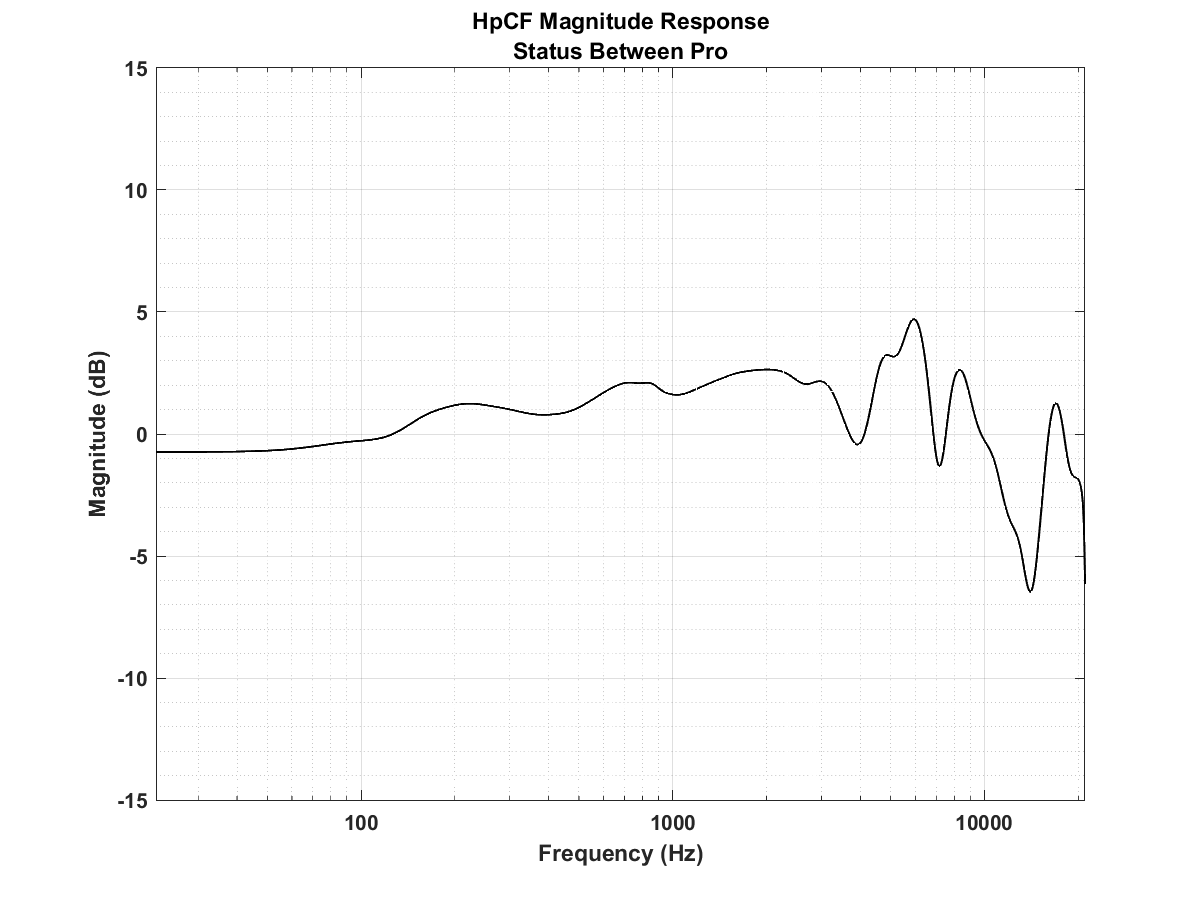 HpCF Magnitude Response
Status Between Pro
15
10
5
0
-5
-10
-15
Magnitude (dB)
100 1000 10000
Frequency (Hz)